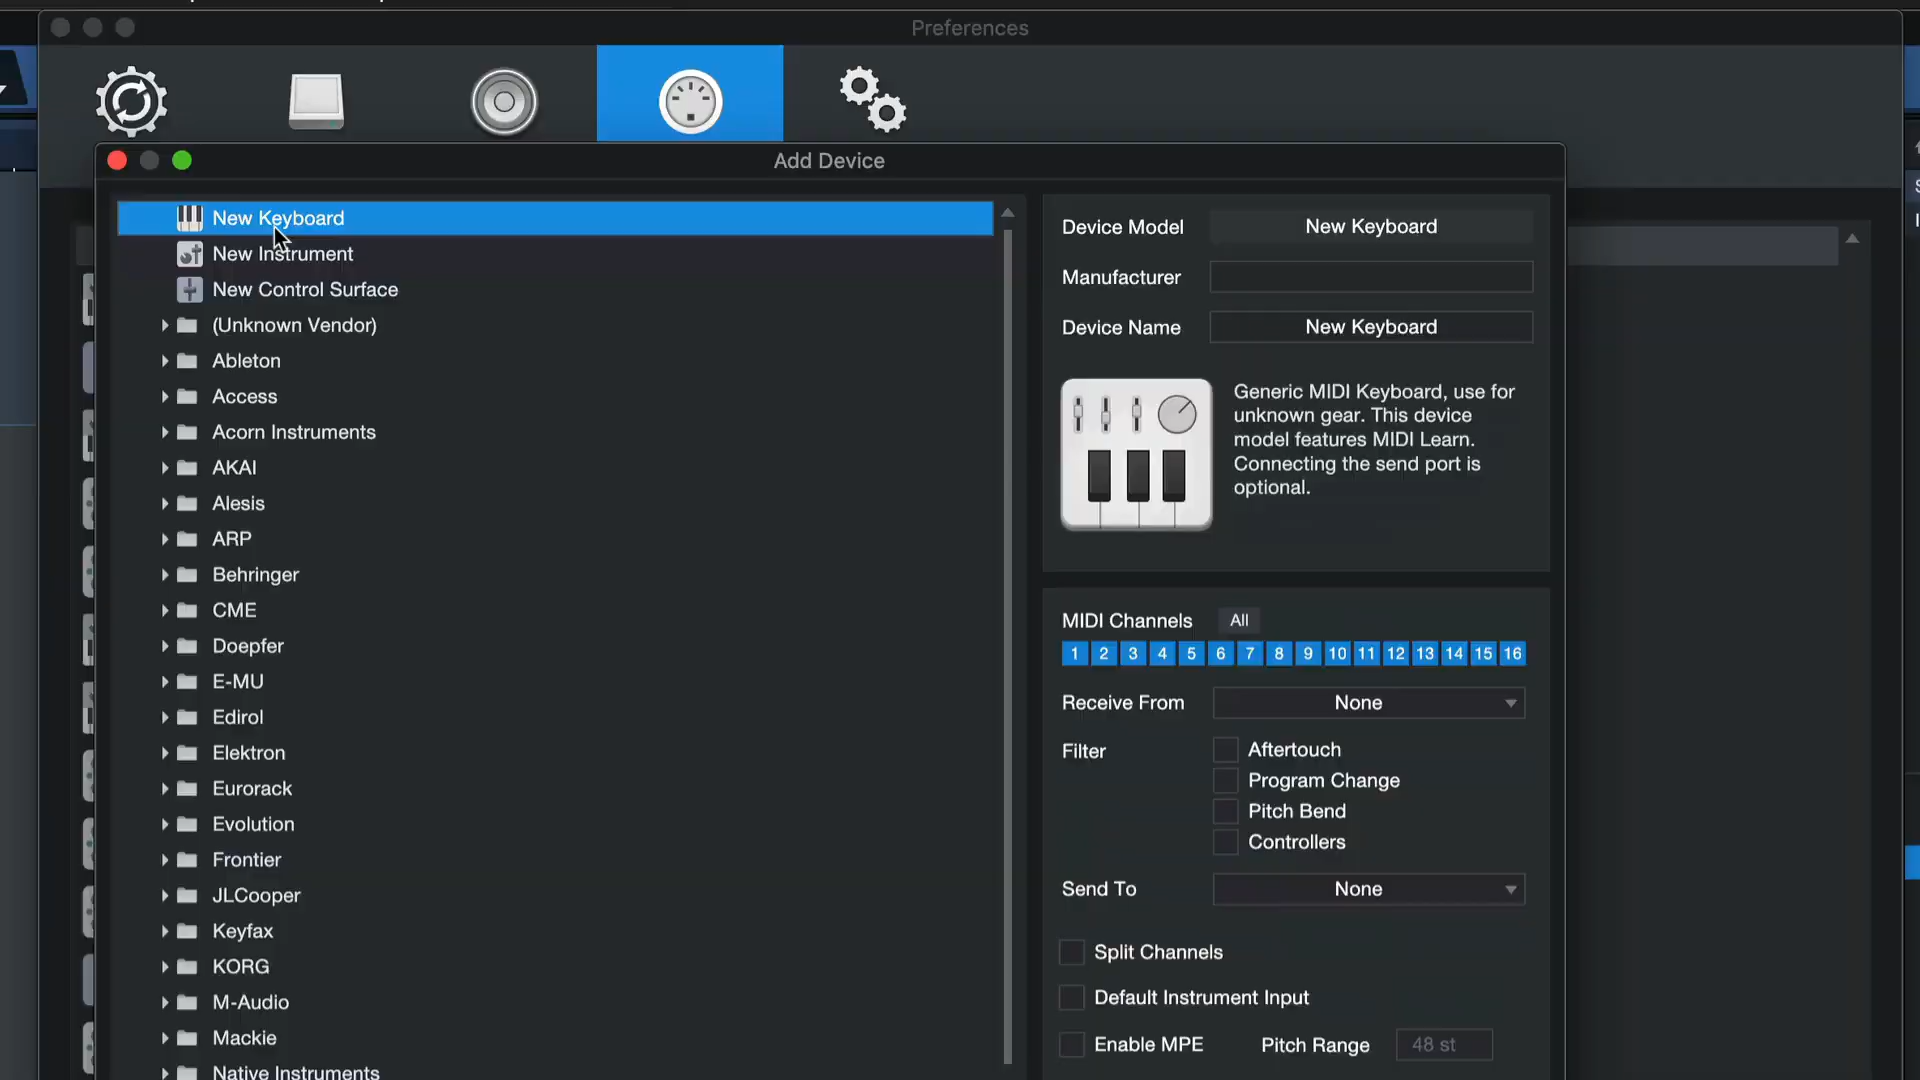 Preferences
Add Device
New Keyboard
New Instrument
New Control Surface
(Unknown Vendor)
Ableton
Access
Acorn Instruments
AKAI
Alesis
ARP
Behringer
CME
Doepfer
E-MU
Edirol
Elektron
Eurorack
Evolution
Frontier
JLCooper
Keyfax
KORG
M-Audio
Mackie
Native Instruments
Device Model New Keyboard
Manufacturer
Device Name New Keyboard
Generic MIDI Keyboard, use for
unknown gear. This device
model features MIDI Learn.
Connecting the send port is
optional.
MIDI Channels All
1 2 3 4 5 6 7 8 9 10 11 12 13 14 15 16
Receive From None
Filter Aftertouch
Program Change
Pitch Bend
Controllers
Send To None
Split Channels
Default Instrument Input
Enable MPE Pitch Range 48 st